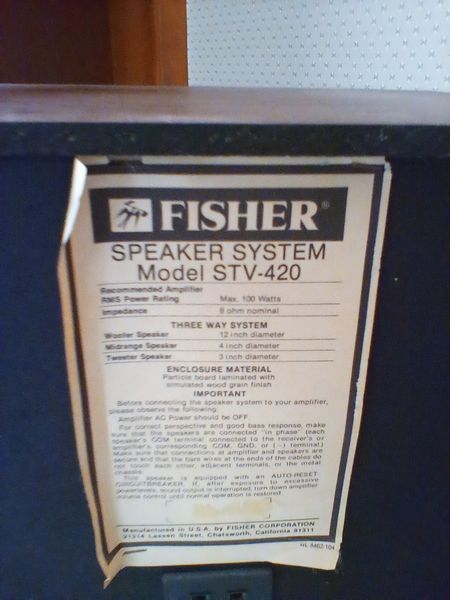 FISHER®
SPEAKER SYSTEM
Model STV-420
Recommended Amplifier
RMS Power Rating Max. 100 Watts
Impedance 8 ohm nominal
THREE WAY SYSTEM
Woofer Speaker 12 inch diameter
Midrange Speaker 4 inch diameter
Tweeter Speaker 3 inch diameter
ENCLOSURE MATERIAL
Particle board laminated with
simulated wood grain finish
IMPORTANT
Before connecting the speaker system to your amplifier,
please observe the following:
Amplifier AC Power should be OFF.
For correct perspective and good bass response, make
sure that the speakers are connected "in phase" (each
speaker's COM terminal connected to the receiver's or
amplifier's corresponding COM, GND, or (-) terminal.)
Make sure that connections at amplifier and speakers are
secure and that the bare wires at the ends of the cables do
not touch each other, adjacent terminals, or the metal
chassis.
This speaker is equipped with an AUTO-RESET-
CIRCUITBREAKER. If, after exposure to excessive
powerlevels, sound output is interrupted, turn down amplifier
volume control until normal operation is restored.
Manufactured in U.S.A. by FISHER CORPORATION
21314 Lassen Street, Chatsworth, California 91311
HL 8462/104